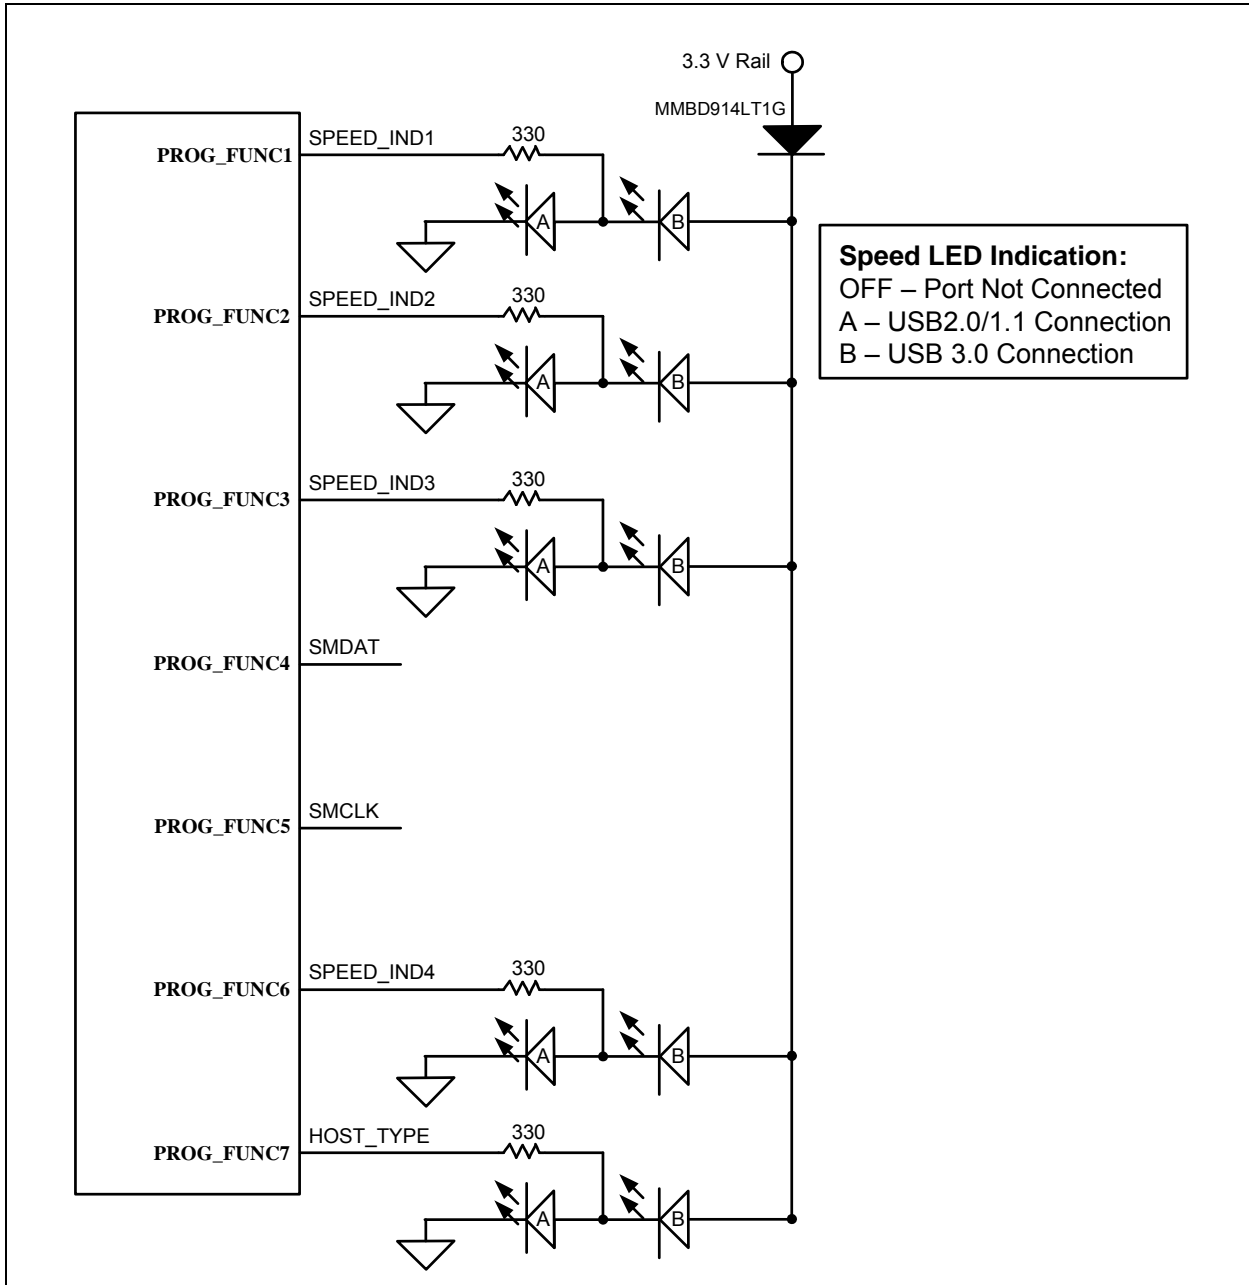 3.3 V Rail
MMBD914LT1G
PROG_FUNC1
SPEED_IND1
330
A
B
Speed LED Indication:
OFF – Port Not Connected
A – USB2.0/1.1 Connection
B – USB 3.0 Connection
PROG_FUNC2
SPEED_IND2
330
A
B
PROG_FUNC3
SPEED_IND3
330
A
B
PROG_FUNC4
SMDAT
PROG_FUNC5
SMCLK
PROG_FUNC6
SPEED_IND4
330
A
B
PROG_FUNC7
HOST_TYPE
330
A
B